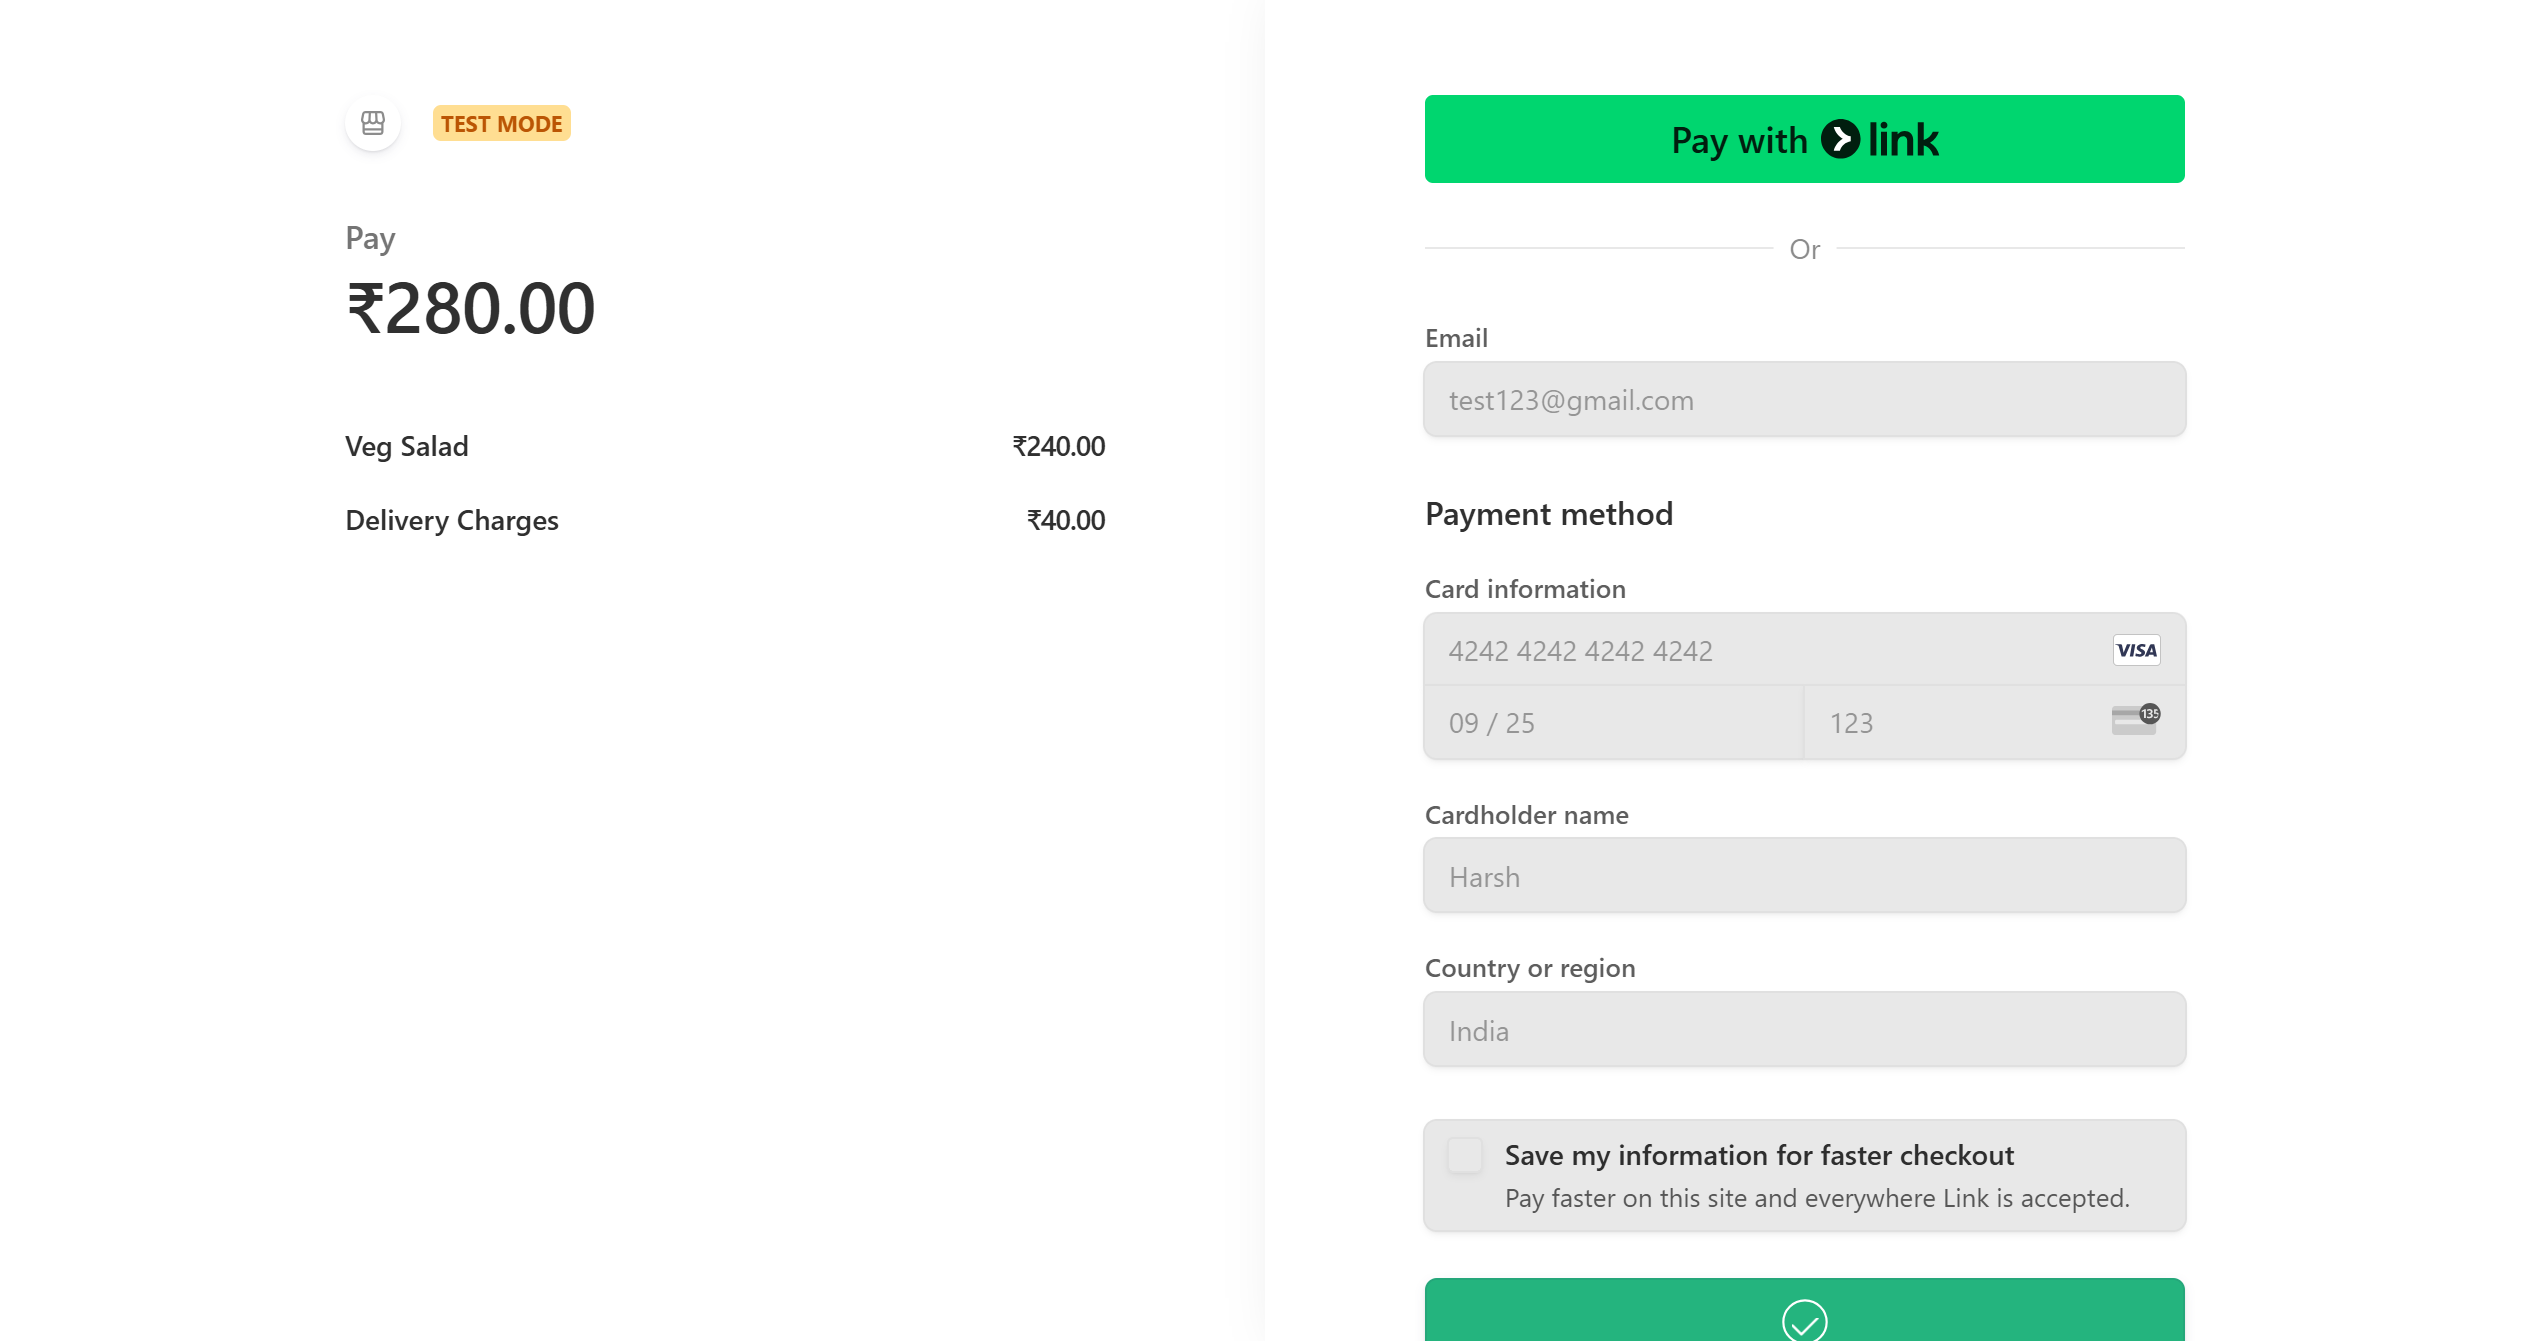 TEST MODE
Pay
₹280.00
Veg Salad ₹240.00
Delivery Charges ₹40.00
Pay with link
Or
Email
test123@gmail.com
Payment method
Card information
4242 4242 4242 4242 VISA
09 / 25 123 135
Cardholder name
Harsh
Country or region
India
Save my information for faster checkout
Pay faster on this site and everywhere Link is accepted.